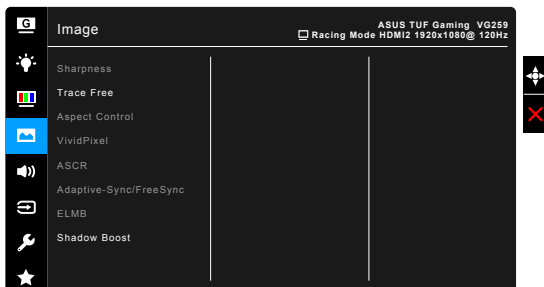 G
Image
ASUS TUF Gaming VG259
Racing Mode HDMI2 1920x1080@ 120Hz
Sharpness
Trace Free
Aspect Control
VividPixel
ASCR
Adaptive-Sync/FreeSync
ELMB
Shadow Boost